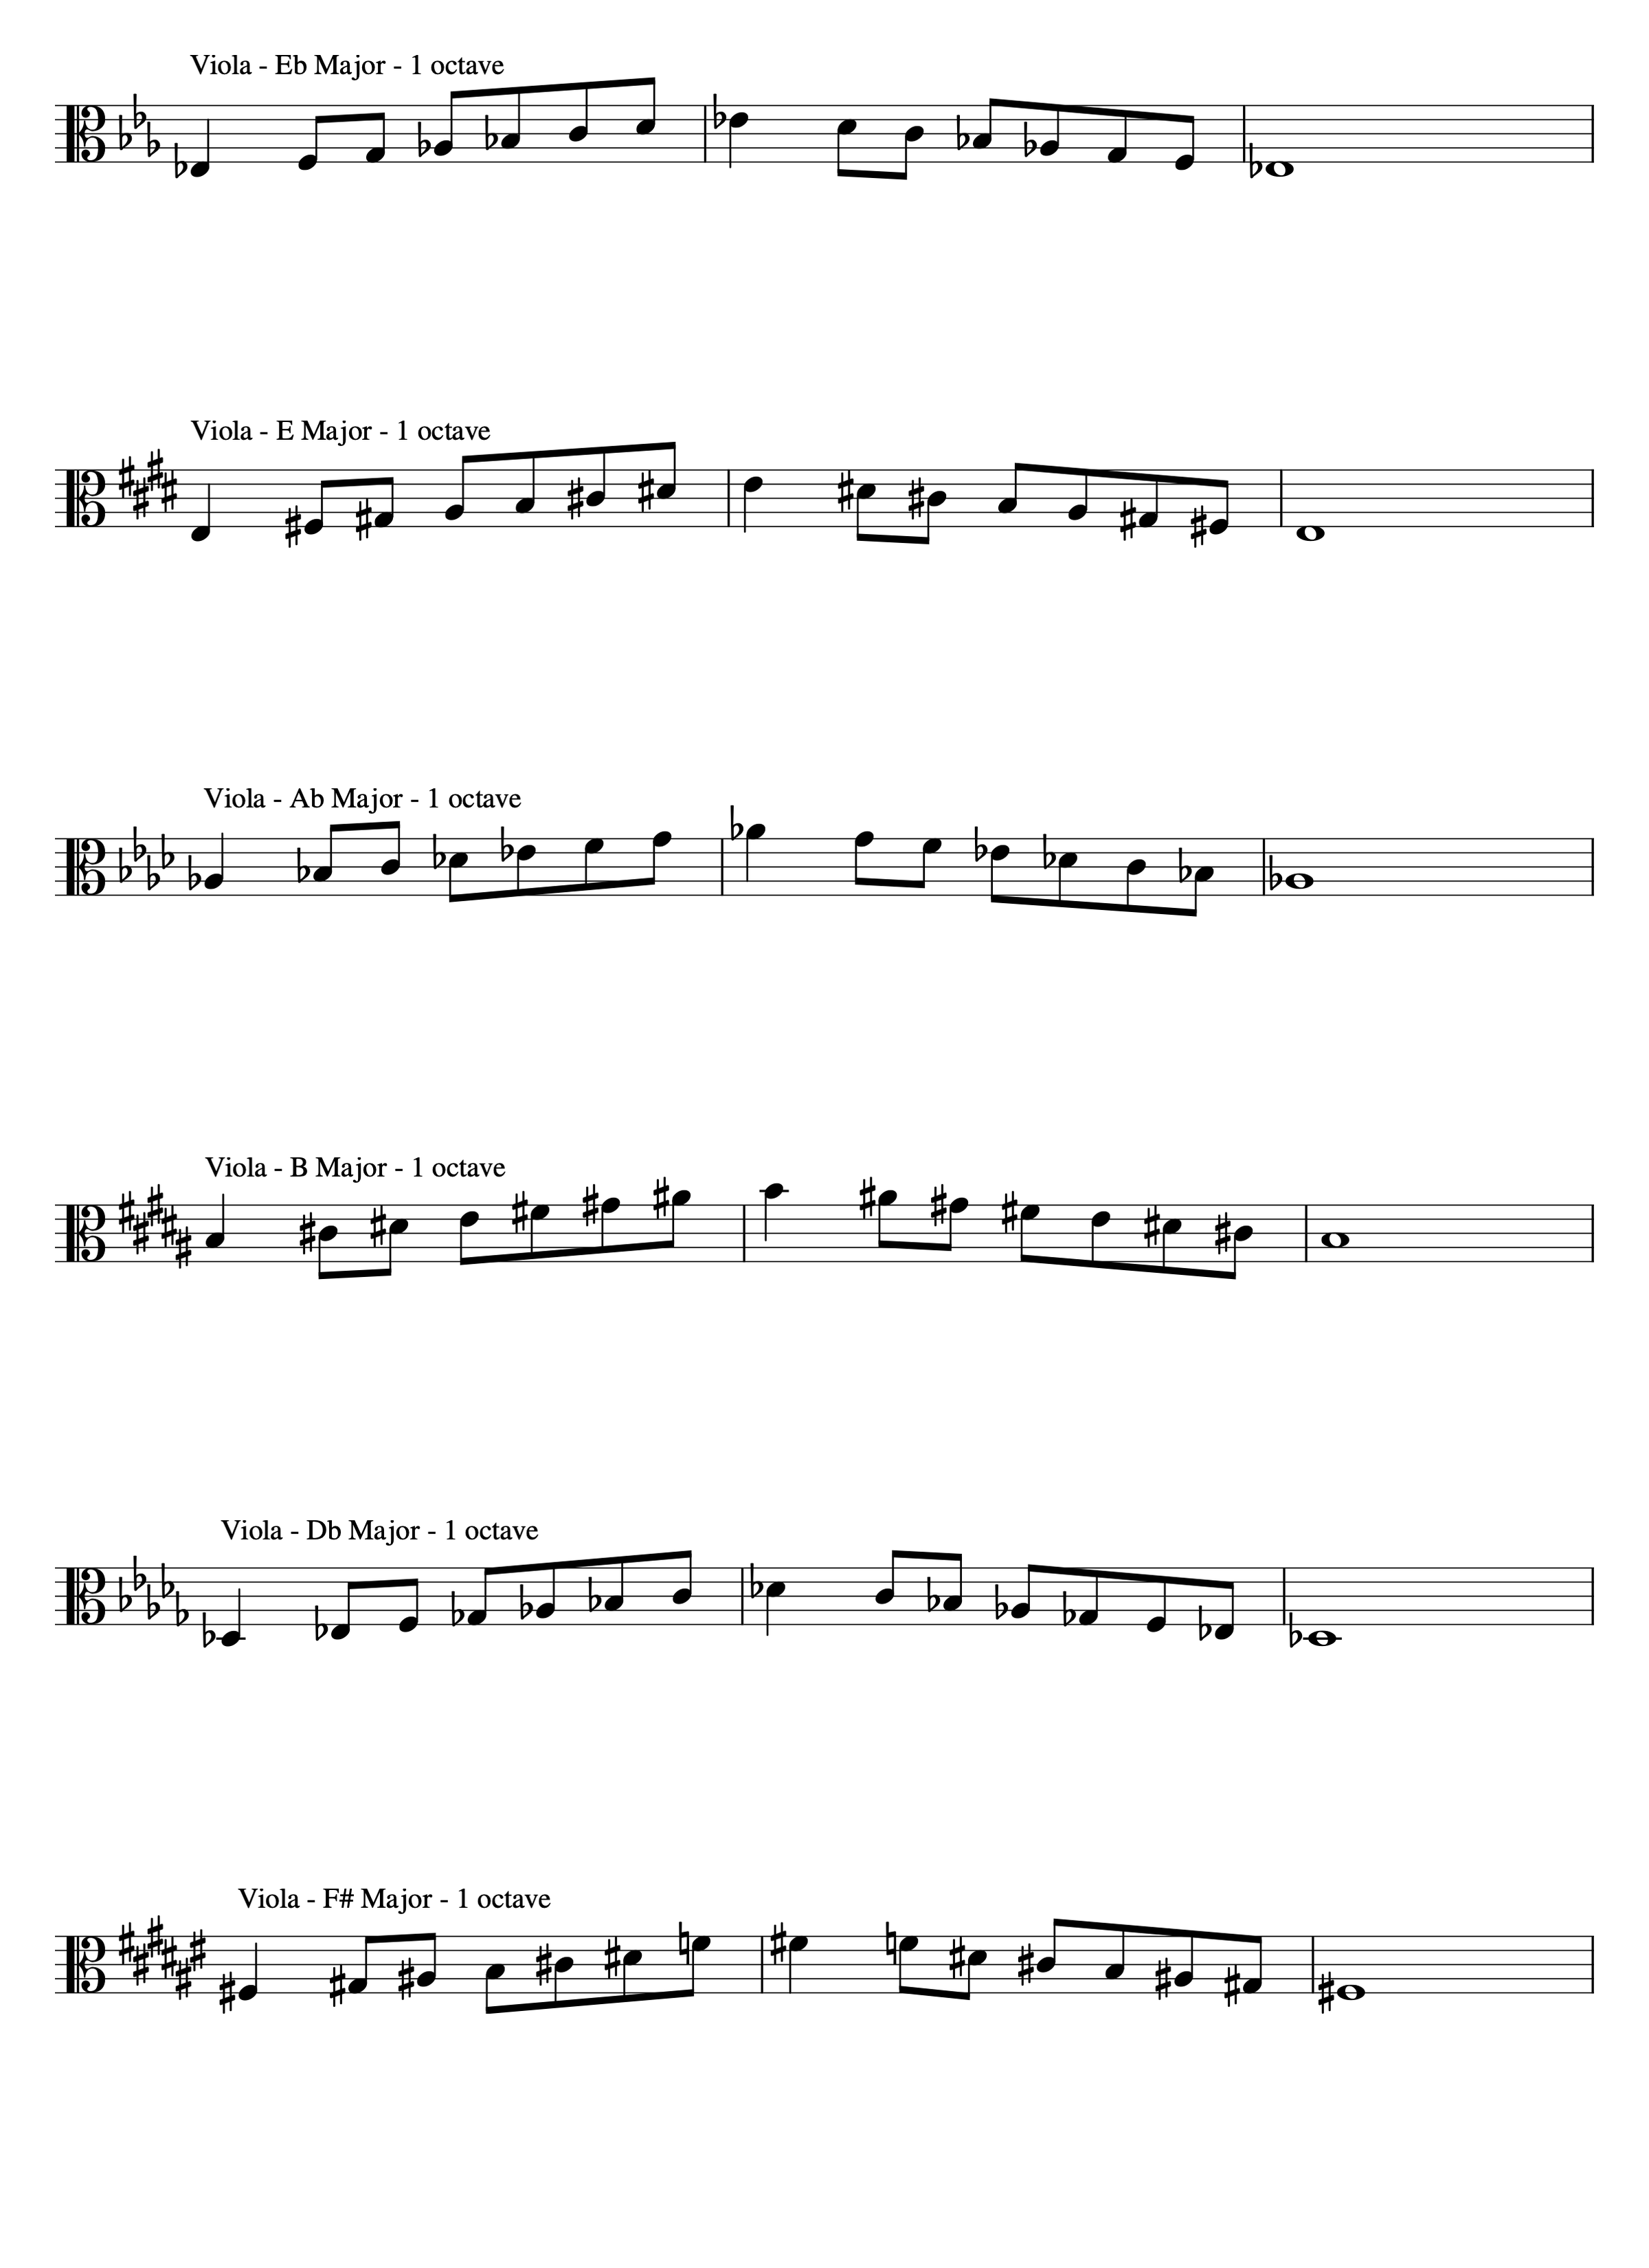 Viola - Eb Major - 1 octave
Viola - E Major - 1 octave
Viola - Ab Major - 1 octave
Viola - B Major - 1 octave
Viola - Db Major - 1 octave
Viola - F# Major - 1 octave